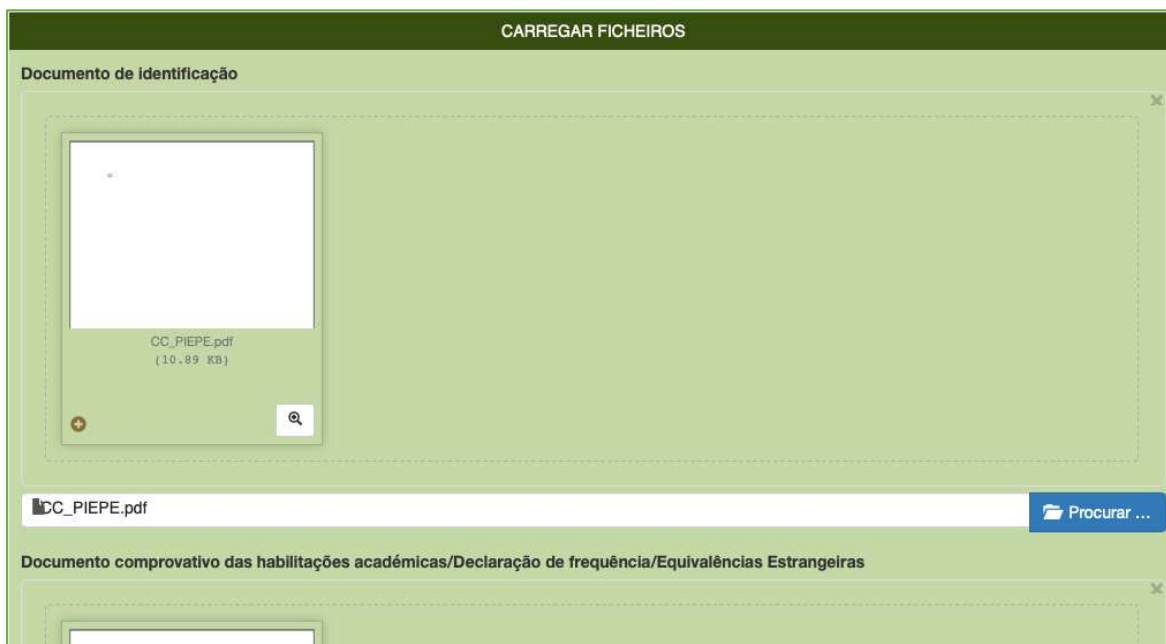 CARREGAR FICHEIROS
Documento de identificação
CC_PIEPE.pdf
(10.89 KB)
CC_PIEPE.pdf
Procurar ...
Documento comprovativo das habilitações académicas/Declaração de frequência/Equivalências Estrangeiras